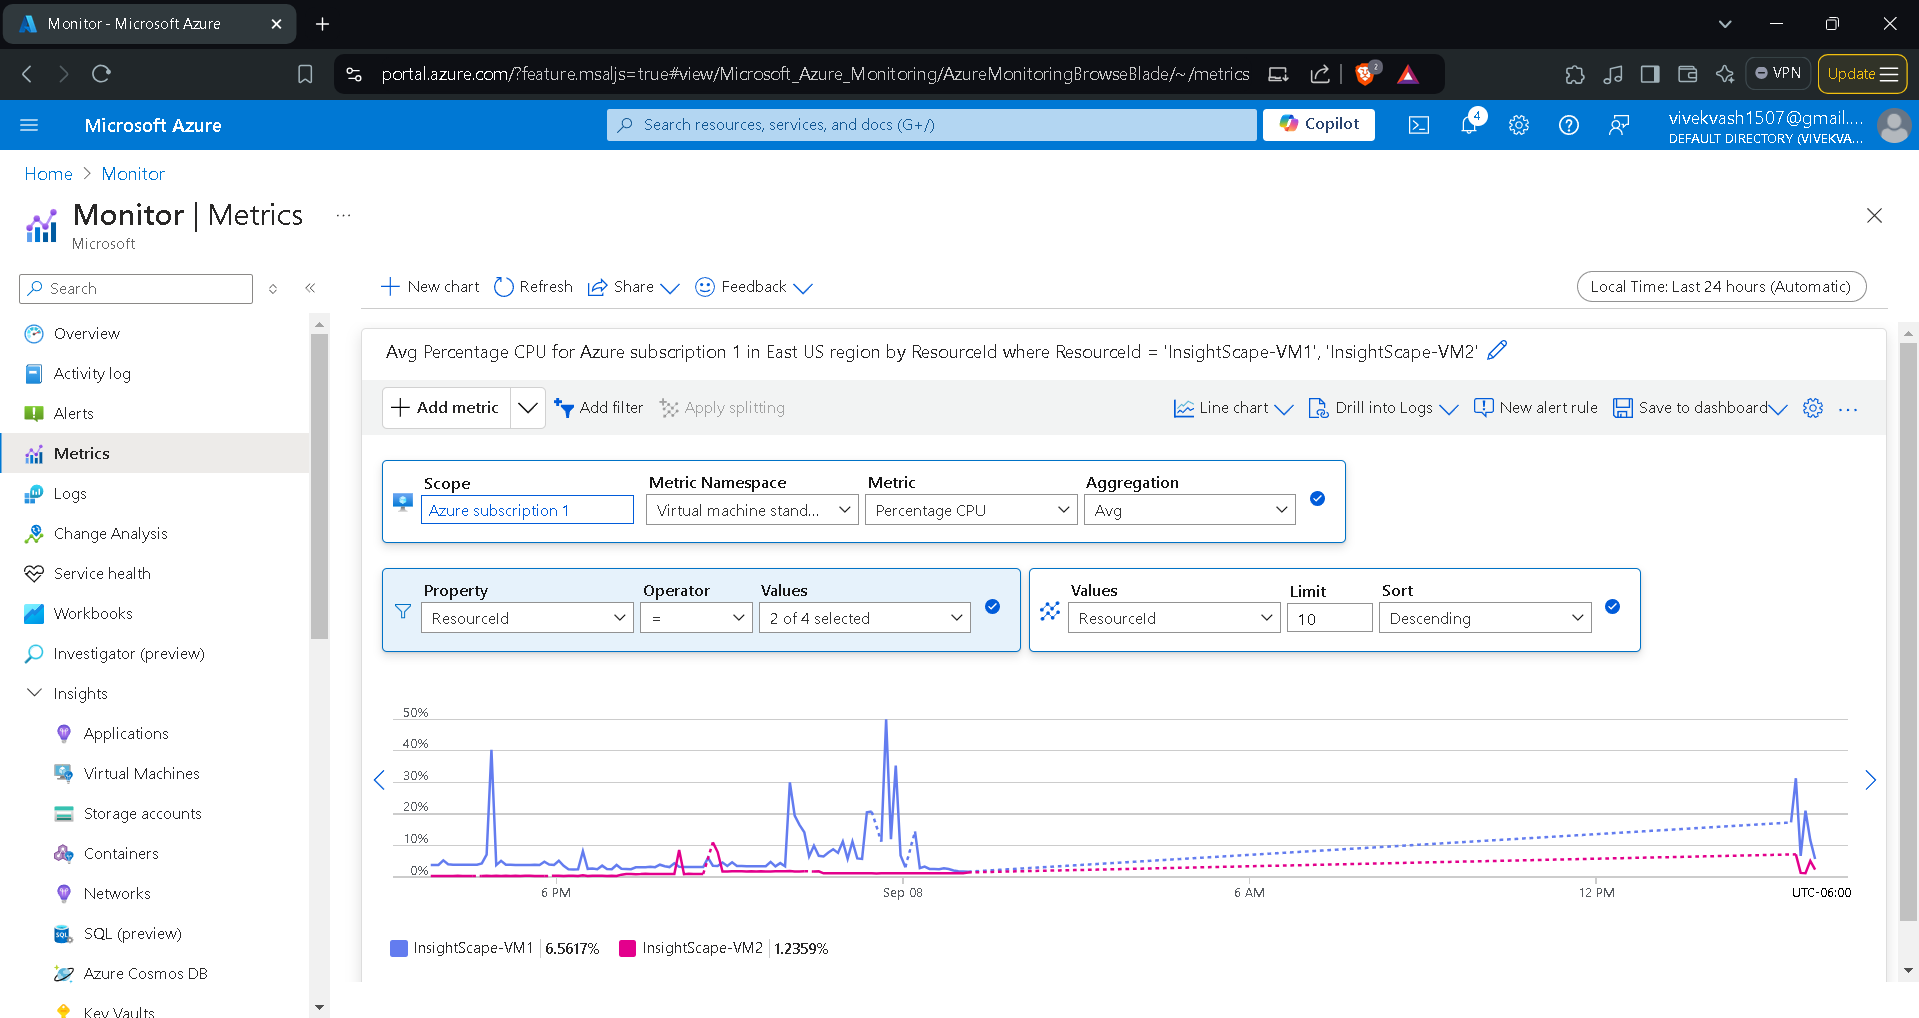 Monitor - Microsoft Azure
portal.azure.com/?feature.msaljs=true#view/Microsoft_Azure_Monitoring/AzureMonitoringBrowseBlade/~/metrics
2
VPN
Update
Microsoft Azure
Search resources, services, and docs (G+/)
Copilot
4
vivekvash1507@gmail....
DEFAULT DIRECTORY (VIVEKVA...
Home > Monitor
Monitor | Metrics ...
Microsoft
Search
Overview
Activity log
Alerts
Metrics
Logs
Change Analysis
Service health
Workbooks
Investigator (preview)
Insights
Applications
Virtual Machines
Storage accounts
Containers
Networks
SQL (preview)
Azure Cosmos DB
Key Vaults
New chart Refresh Share Feedback
Local Time: Last 24 hours (Automatic)
Avg Percentage CPU for Azure subscription 1 in East US region by ResourceId where ResourceId = 'InsightScape-VM1', 'InsightScape-VM2'
Add metric Add filter Apply splitting
Line chart Drill into Logs New alert rule Save to dashboard ...
Scope Metric Namespace Metric Aggregation
Azure subscription 1 Virtual machine stand... Percentage CPU Avg
Property Operator Values
ResourceId = 2 of 4 selected
Values Limit Sort
ResourceId 10 Descending
50%
40%
30%
20%
10%
0%
6 PM Sep 08 6 AM 12 PM UTC-06:00
InsightScape-VM1 6.5617% InsightScape-VM2 1.2359%